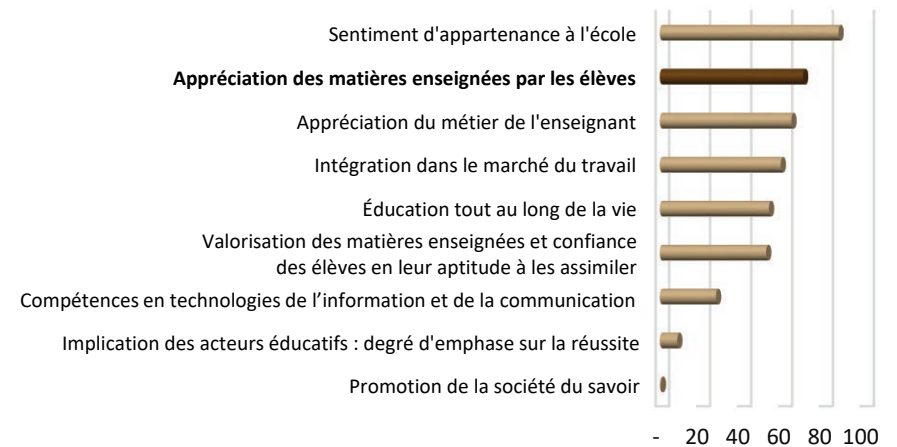 Sentiment d'appartenance à l'école
Appréciation des matières enseignées par les élèves
Appréciation du métier de l'enseignant
Intégration dans le marché du travail
Éducation tout au long de la vie
Valorisation des matières enseignées et confiance
des élèves en leur aptitude à les assimiler
Compétences en technologies de l’information et de la communication
Implication des acteurs éducatifs : degré d'emphase sur la réussite
Promotion de la société du savoir
- 20 40 60 80 100